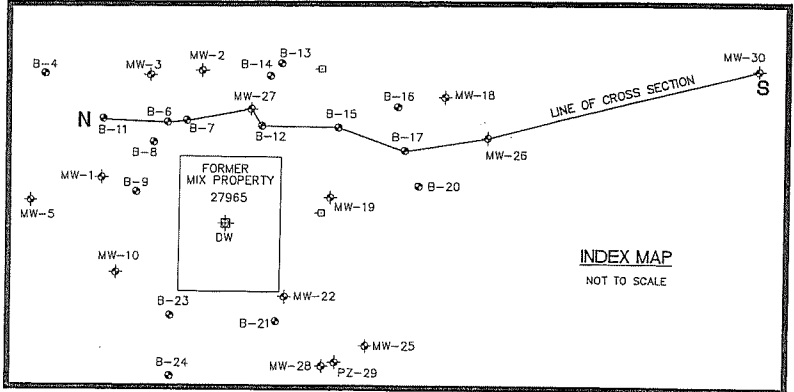 B-4
MW-3
MW-2
B-14
B-13
MW-30
S
N
B-11
B-6
B-7
MW-27
B-12
B-15
B-16
MW-18
LINE OF CROSS SECTION
B-17
MW-26
B-8
MW-1
B-9
MW-5
FORMER
MIX PROPERTY
27965
DW
MW-19
B-20
MW-10
INDEX MAP
NOT TO SCALE
B-23
MW-22
B-21
MW-25
B-24
MW-28
PZ-29